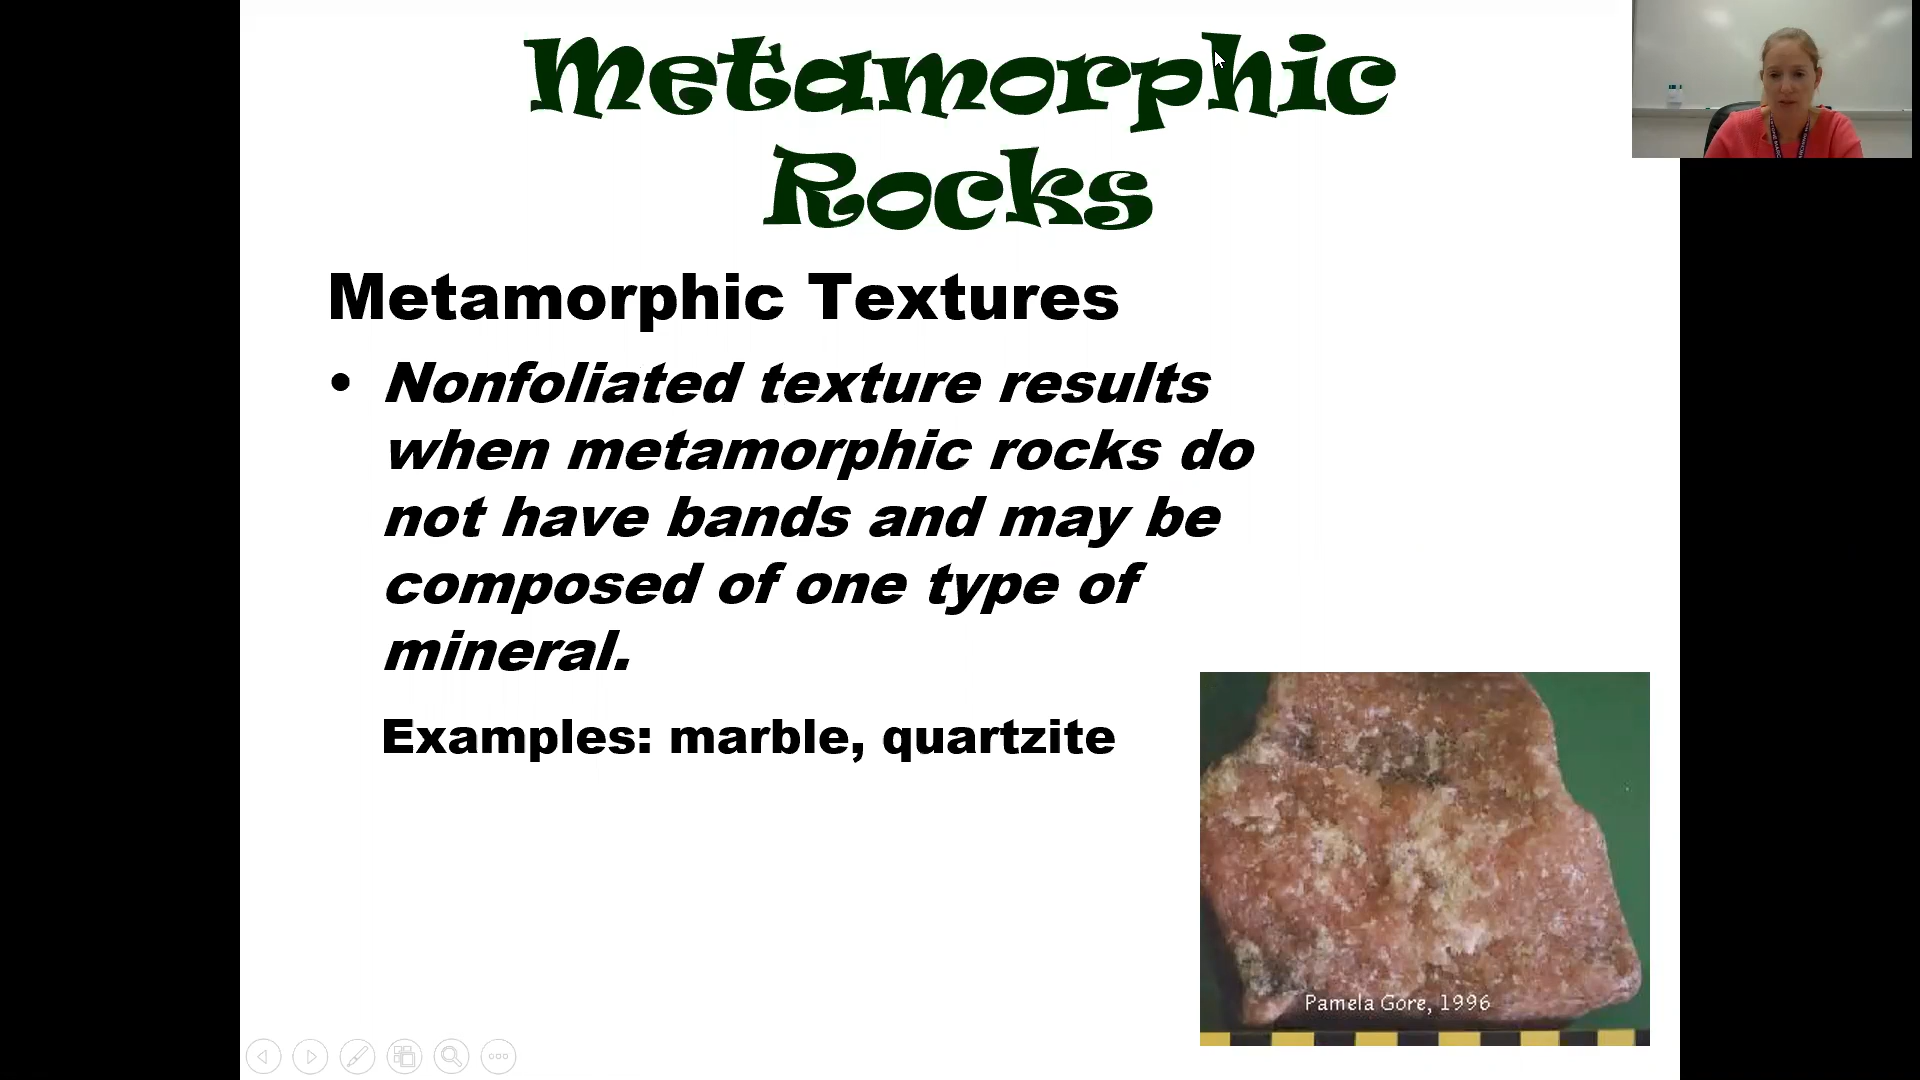 Metamorphic
Rocks
Metamorphic Textures
• Nonfoliated texture results
when metamorphic rocks do
not have bands and may be
composed of one type of
mineral.
Examples: marble, quartzite
Pamela Gore, 1996